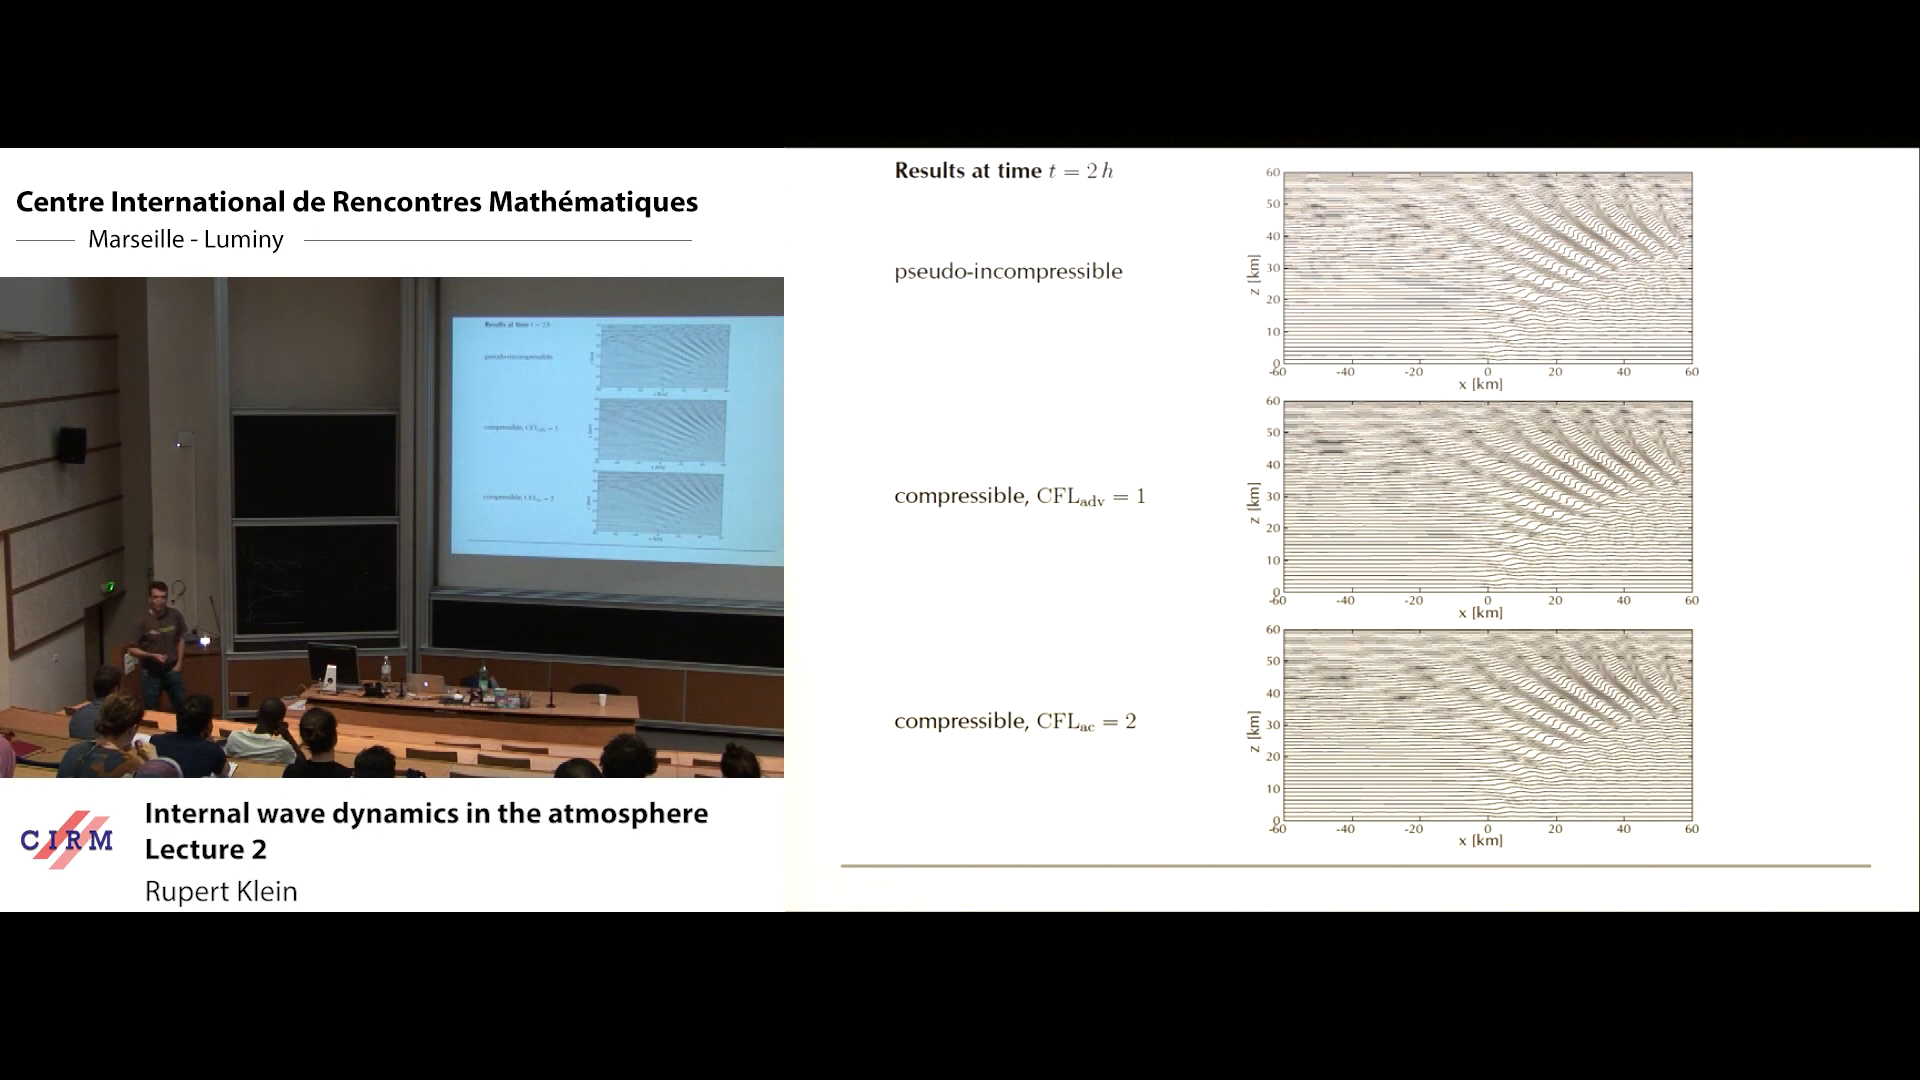 Centre International de Rencontres Mathématiques
Marseille - Luminy
CIRM
Internal wave dynamics in the atmosphere
Lecture 2
Rupert Klein
Results at time t = 2 h
pseudo-incompressible
60
50
40
30
20
10
0
z [km]
-60 -40 -20 0 20 40 60
x [km]
compressible, CFL_adv = 1
60
50
40
30
20
10
0
z [km]
-60 -40 -20 0 20 40 60
x [km]
compressible, CFL_ac = 2
60
50
40
30
20
10
0
z [km]
-60 -40 -20 0 20 40 60
x [km]